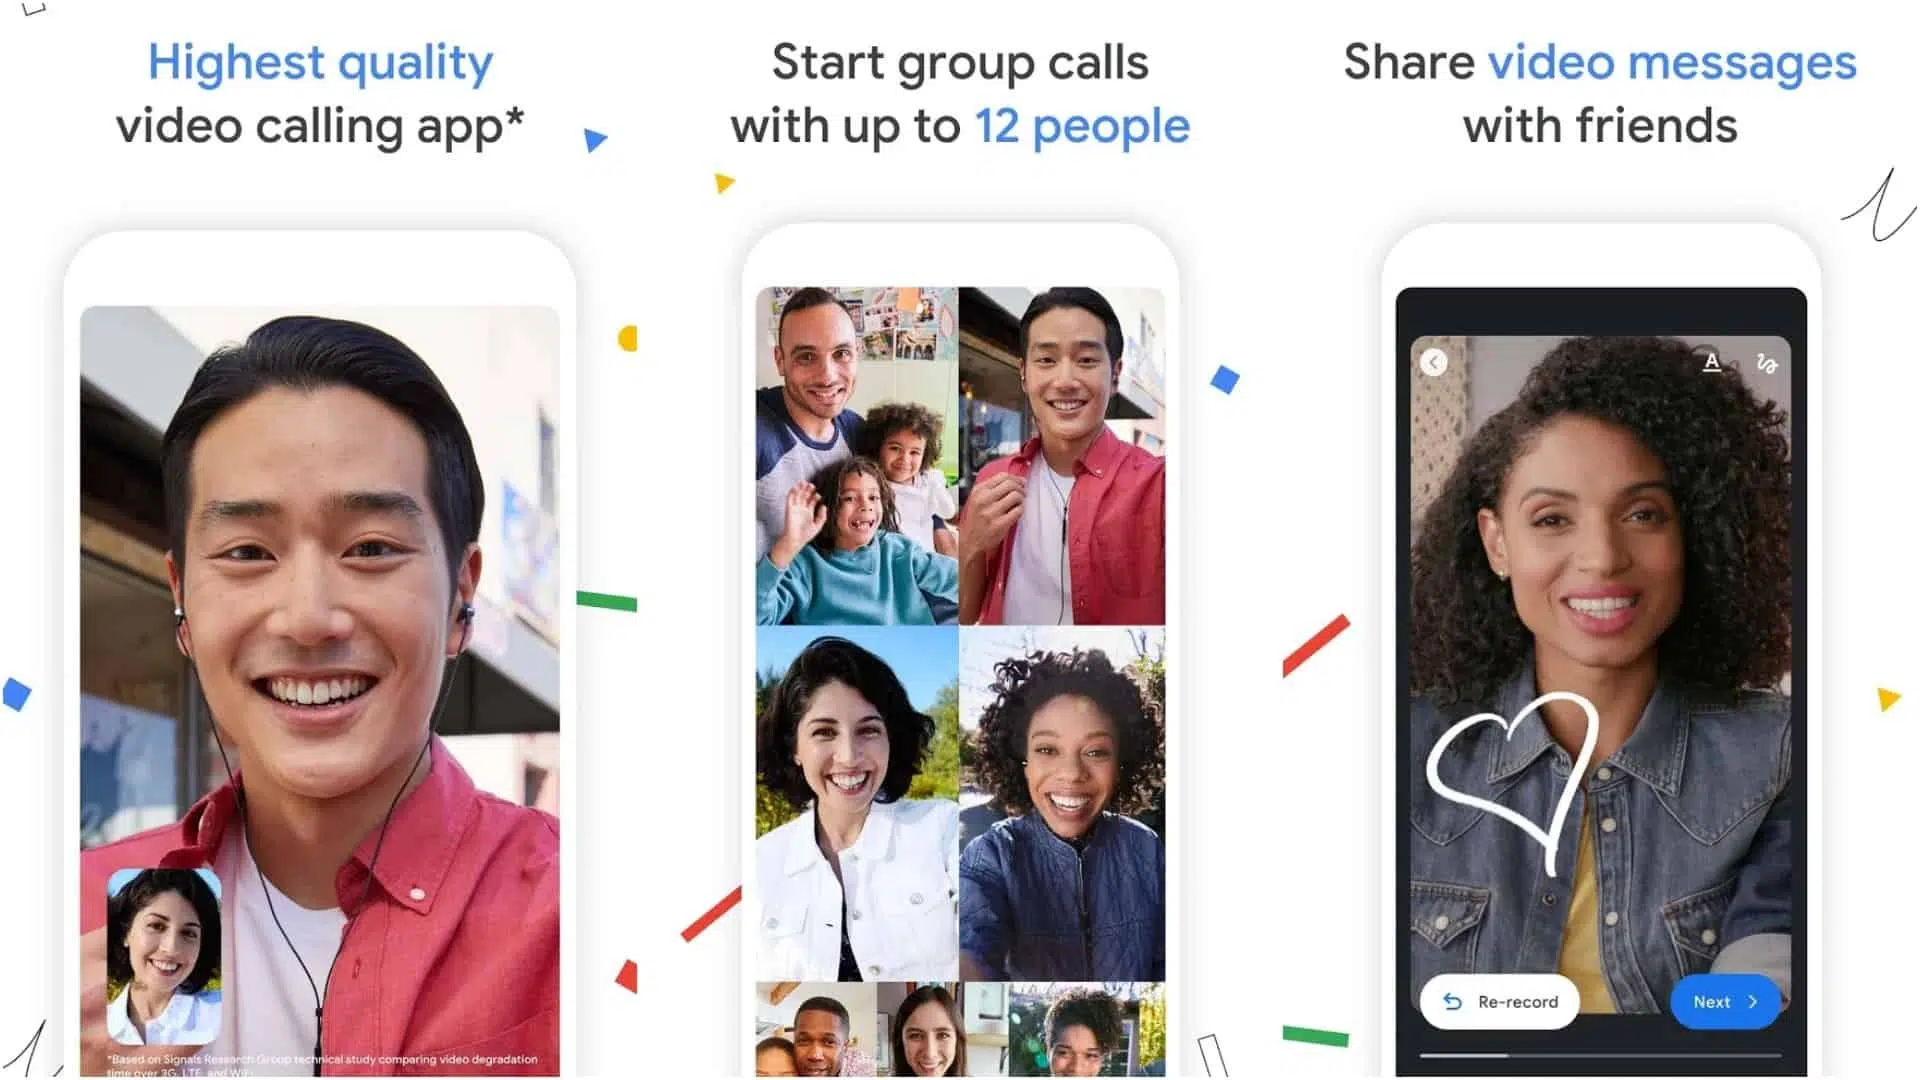 Highest quality
video calling app*
*Based on Signals Research Group technical study comparing video degradation
time over 3G, LTE, and WiFi
Start group calls
with up to 12 people
Share video messages
with friends
A
Re-record
Next